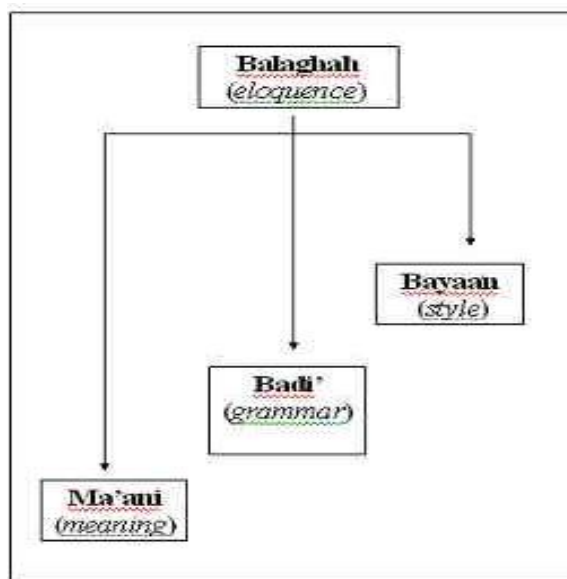 Balaghah
(eloquence)
Bayaan
(style)
Badi’
(grammar)
Ma’ani
(meaning)